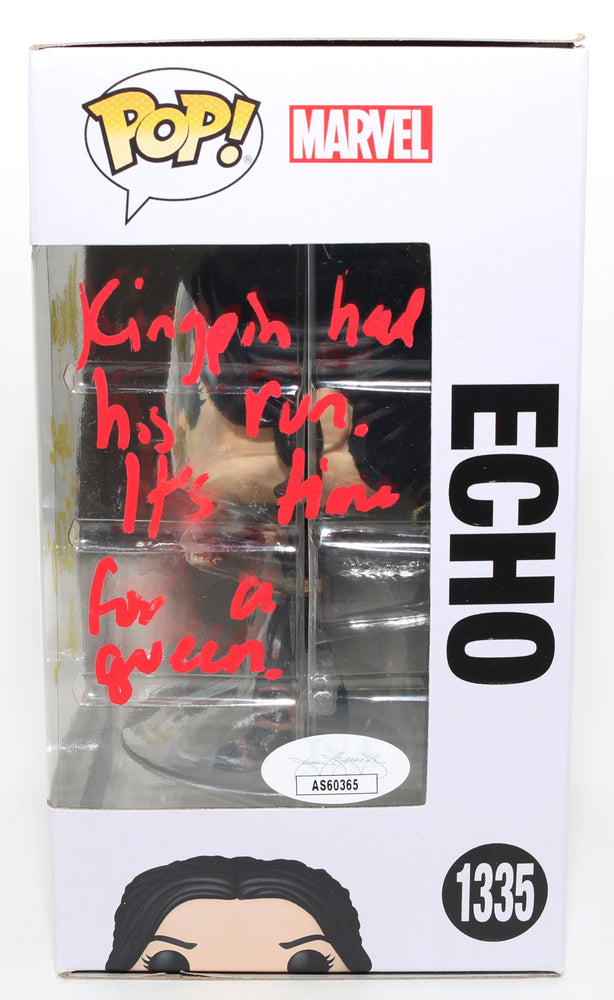 POP!
MARVEL
Kingpin had
his run.
It's time
for a
queen.
ECHO
AS60365
1335